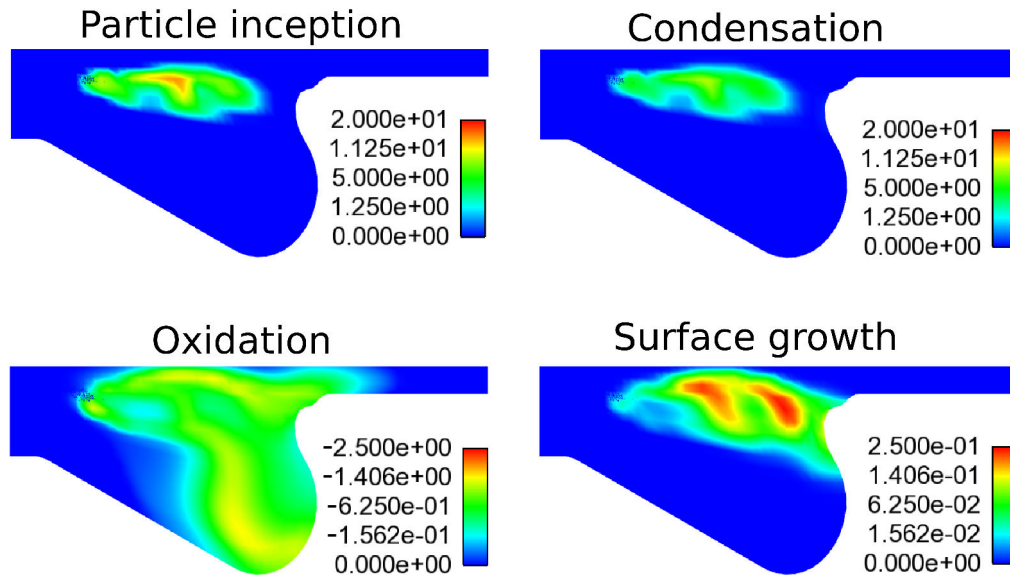 Particle inception
Condensation
2.000e+01
1.125e+01
5.000e+00
1.250e+00
0.000e+00
2.000e+01
1.125e+01
5.000e+00
1.250e+00
0.000e+00
Oxidation
Surface growth
-2.500e+00
-1.406e+00
-6.250e-01
-1.562e-01
0.000e+00
2.500e-01
1.406e-01
6.250e-02
1.562e-02
0.000e+00